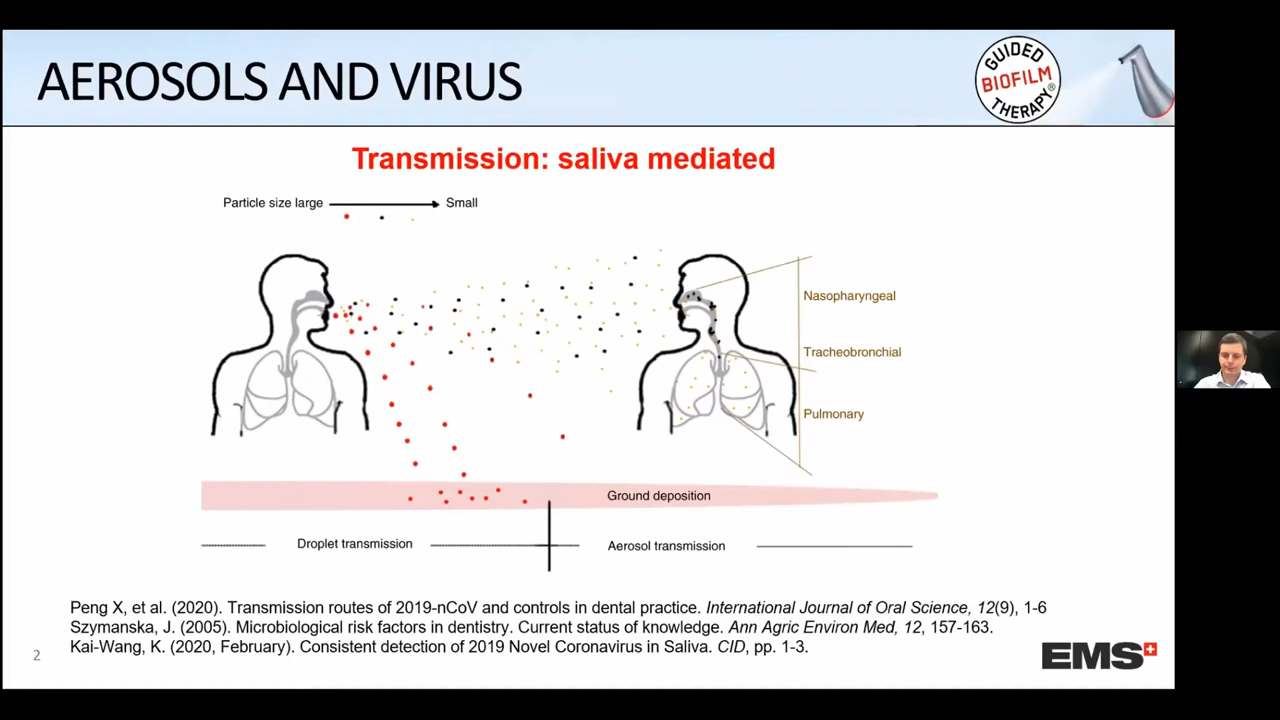 AEROSOLS AND VIRUS
GUIDED
BIOFILM
THERAPY®
Transmission: saliva mediated
Particle size large
Small
Nasopharyngeal
Tracheobronchial
Pulmonary
Ground deposition
Droplet transmission
Aerosol transmission
Peng X, et al. (2020). Transmission routes of 2019-nCoV and controls in dental practice. International Journal of Oral Science, 12(9), 1-6
Szymanska, J. (2005). Microbiological risk factors in dentistry. Current status of knowledge. Ann Agric Environ Med, 12, 157-163.
Kai-Wang, K. (2020, February). Consistent detection of 2019 Novel Coronavirus in Saliva. CID, pp. 1-3.
2
EMS